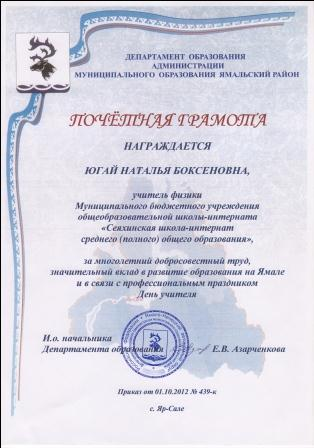 ДЕПАРТАМЕНТ ОБРАЗОВАНИЯ
АДМИНИСТРАЦИИ
МУНИЦИПАЛЬНОГО ОБРАЗОВАНИЯ ЯМАЛЬСКИЙ РАЙОН
ПОЧЁТНАЯ ГРАМОТА
НАГРАЖДАЕТСЯ
ЮГАЙ НАТАЛЬЯ БОКСЕНОВНА,
учитель физики
Муниципального бюджетного учреждения
общеобразовательной школы-интерната
«Сеяхинская школа-интернат
среднего (полного) общего образования»,
за многолетний добросовестный труд,
значительный вклад в развитие образования на Ямале
и в связи с профессиональным праздником
День учителя
И.о. начальника
Департамента образования Е.В. Азарченкова
Приказ от 01.10.2012 № 439-к
с. Яр-Сале